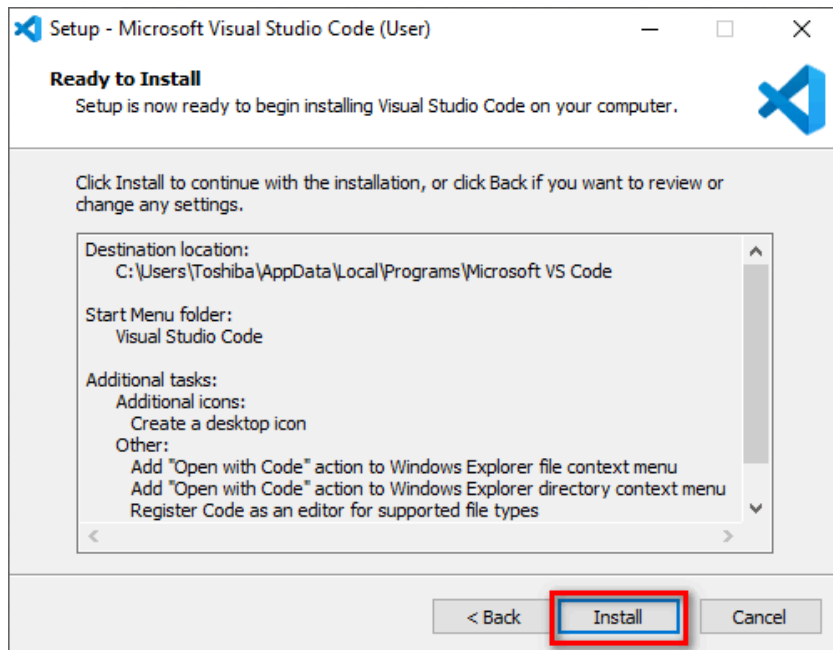 Setup - Microsoft Visual Studio Code (User)
Ready to Install
Setup is now ready to begin installing Visual Studio Code on your computer.
Click Install to continue with the installation, or click Back if you want to review or
change any settings.
Destination location:
C:\Users\Toshiba\AppData\Local\Programs\Microsoft VS Code
Start Menu folder:
Visual Studio Code
Additional tasks:
Additional icons:
Create a desktop icon
Other:
Add "Open with Code" action to Windows Explorer file context menu
Add "Open with Code" action to Windows Explorer directory context menu
Register Code as an editor for supported file types
< Back Install Cancel